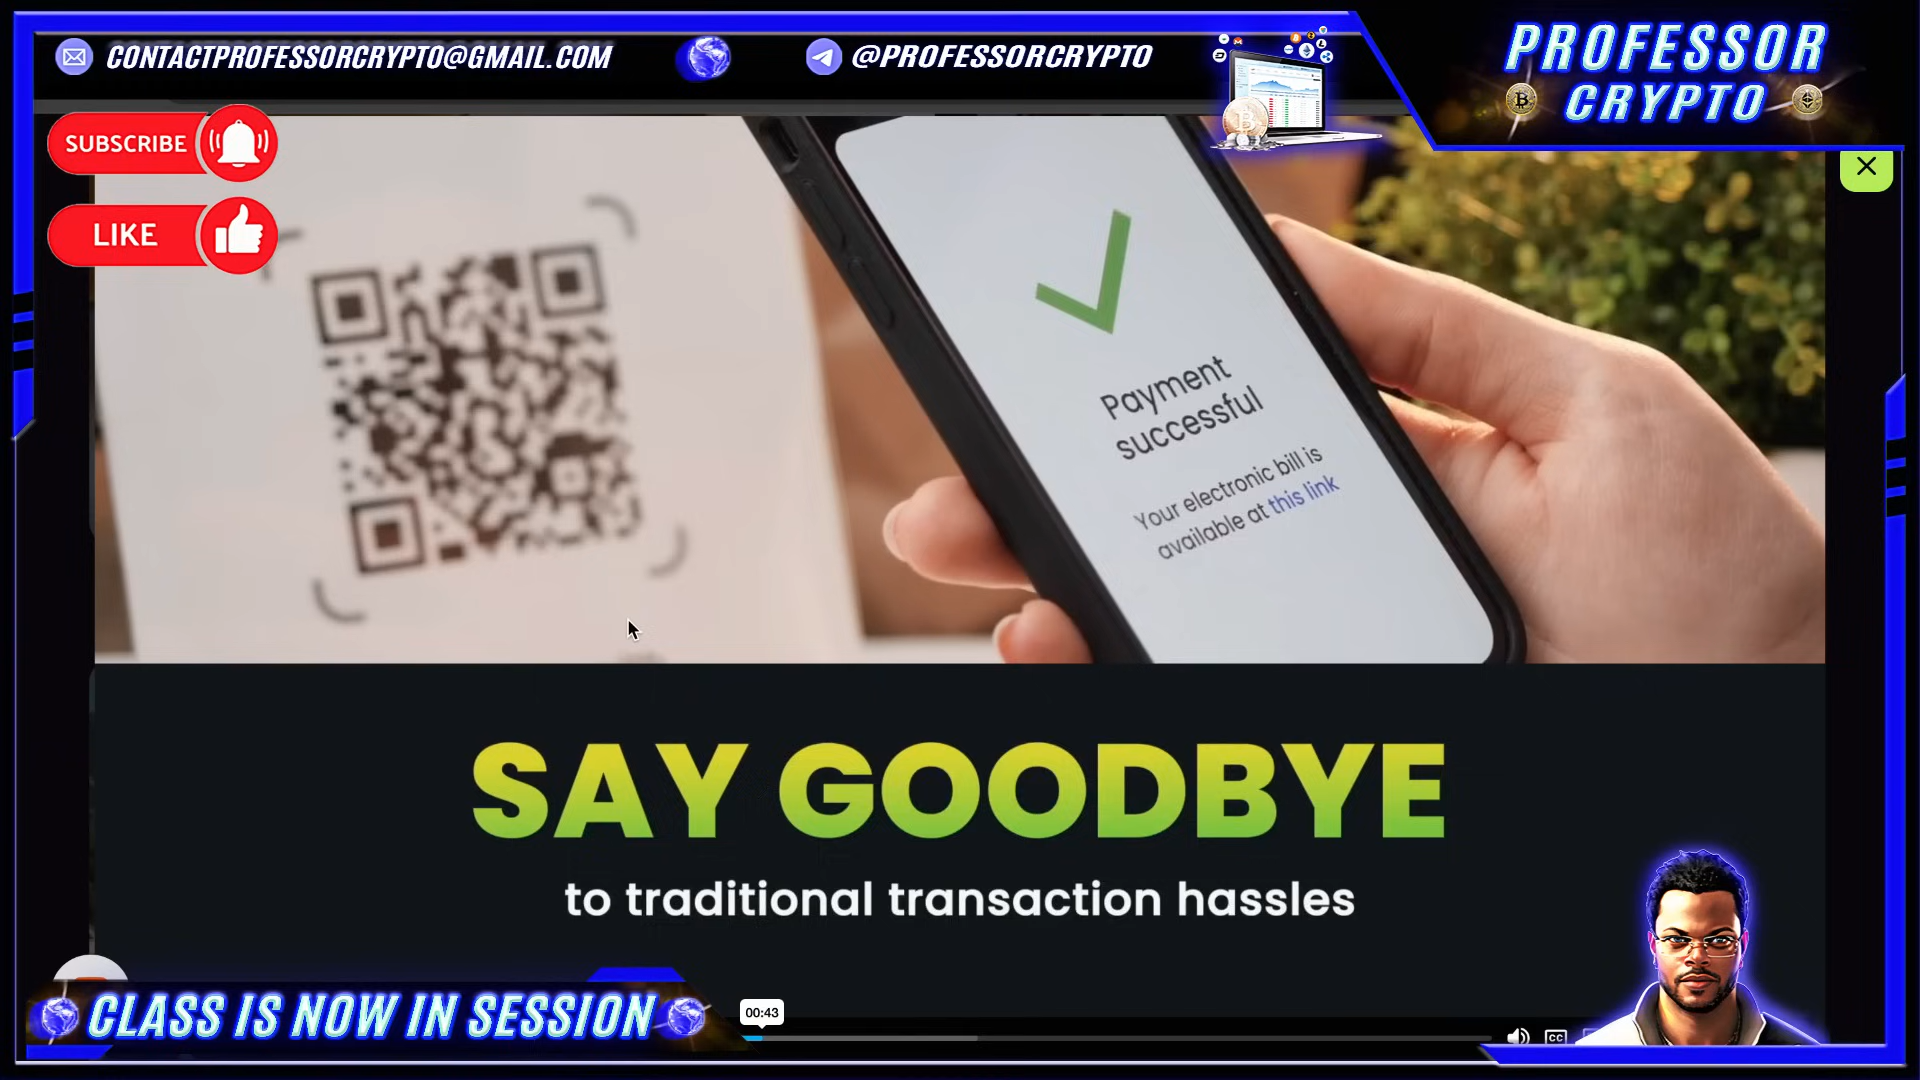 CONTACTPROFESSORCRYPTO@GMAIL.COM
@PROFESSORCRYPTO
PROFESSOR
CRYPTO
SUBSCRIBE
LIKE
Payment
successful
Your electronic bill is
available at this link
SAY GOODBYE
to traditional transaction hassles
CLASS IS NOW IN SESSION
00:43
CC